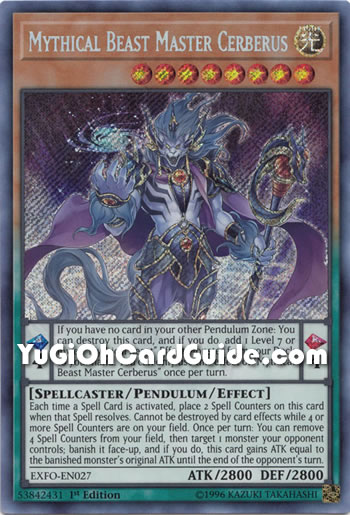 MYTHICAL BEAST MASTER CERBERUS
光
If you have no card in your other Pendulum Zone: You
can destroy this card, and if you do, add 1 Level 7 or
YuGiOhCardGuide.com
Beast Master Cerberus" once per turn.
[SPELLCASTER / PENDULUM / EFFECT]
Each time a Spell Card is activated, place 2 Spell Counters on this card
when that Spell resolves. Cannot be destroyed by card effects while 4 or
more Spell Counters are on your field. Once per turn: You can remove
4 Spell Counters from your field, then target 1 monster your opponent
controls; banish it face-up, and if you do, this card gains ATK equal to
the banished monster's original ATK until the end of the opponent's turn.
EXFO-EN027
ATK/2800 DEF/2800
53842431 1st Edition
©1996 KAZUKI TAKAHASHI